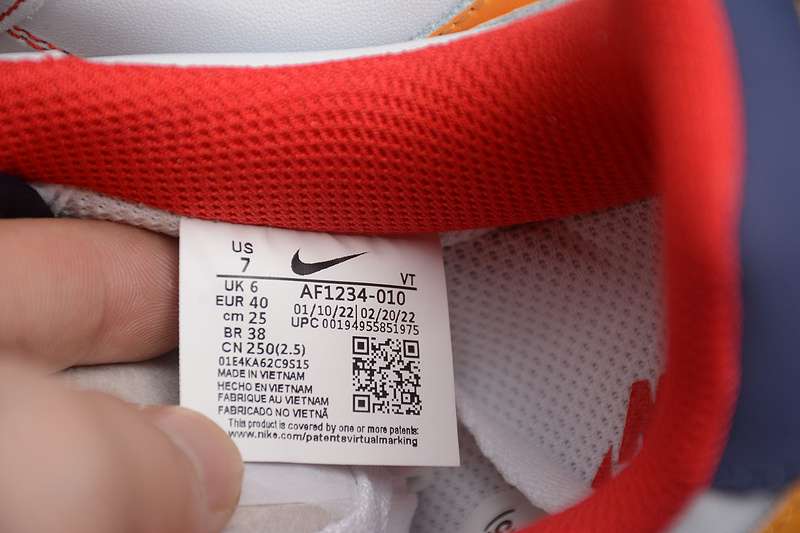 US
7
VT
UK 6
AF1234-010
EUR 40
01/10/22|02/20/22
cm 25
UPC 00194955851975
BR 38
CN 250(2.5)
01E4KA62C9S15
MADE IN VIETNAM
HECHO EN VIETNAM
FABRIQUE AU VIETNAM
FABRICADO NO VIETNÃ
This product is covered by one or more patents:
www.nike.com/patentsvirtualmarking